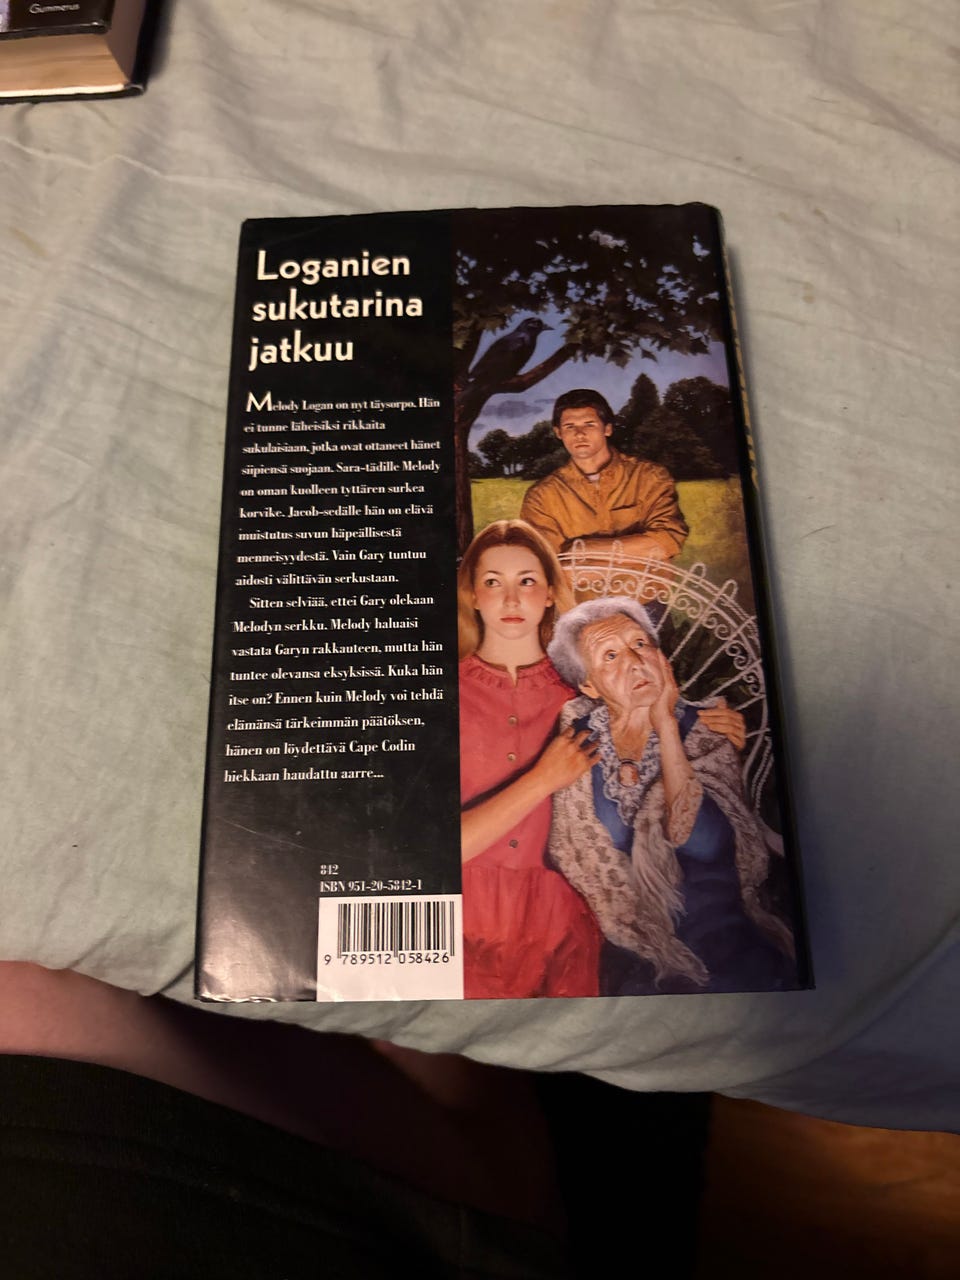 Gummerus
Loganien
sukutarina
jatkuu
Melody Logan on nyt täysorpo. Hän
ei tunne läheisiksi rikkaita
sukulaisiaan, jotka ovat ottaneet hänet
siipiensä suojaan. Sara-tädille Melody
on oman kuolleen tyttären surkea
korvike. Jacob-sedälle hän on elävä
muistutus suvun häpeällisestä
menneisyydestä. Vain Gary tuntuu
aidosti välittävän serkustaan.
Sitten selviää, ettei Gary olekaan
Melodyn serkku. Melody haluaisi
vastata Garyn rakkauteen, mutta hän
tuntee olevansa eksyksissä. Kuka hän
itse on? Ennen kuin Melody voi tehdä
elämänsä tärkeimmän päätöksen,
hänen on löydettävä Cape Codin
hiekkaan haudattu aarre...
842
ISBN 951-20-5842-1
9 789512 058426